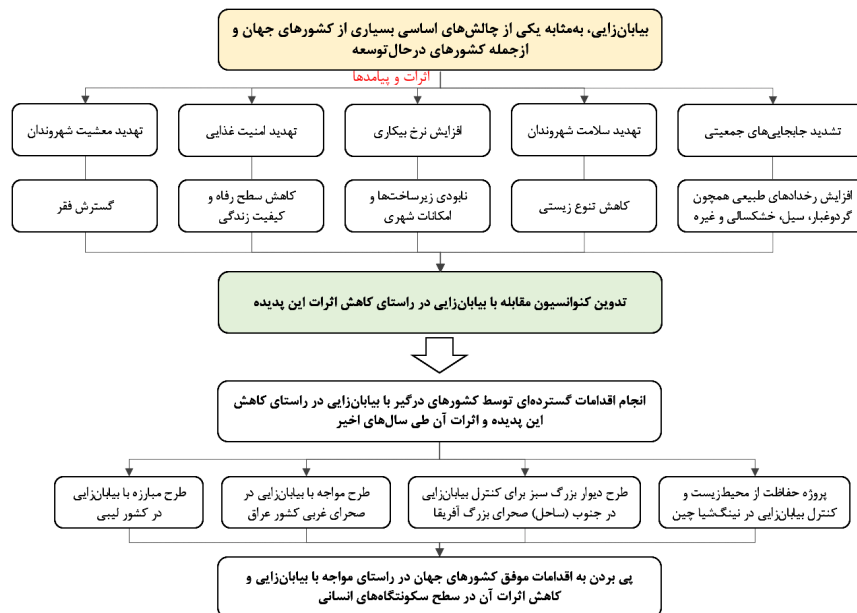 بیابان‌زایی، به‌مثابه یکی از چالش‌های اساسی بسیاری از کشورهای جهان و
ازجمله کشورهای درحال‌توسعه
اثرات و پیامدها
تشدید جابجایی‌های جمعیتی
تهدید سلامت شهروندان
افزایش نرخ بیکاری
تهدید امنیت غذایی
تهدید معشیت شهروندان
افزایش رخدادهای طبیعی همچون
گردوغبار، سیل، خشکسالی و غیره
کاهش تنوع زیستی
نابودی زیرساخت‌ها و
امکانات شهری
کاهش سطح رفاه و
کیفیت زندگی
گسترش فقر
تدوین کنوانسیون مقابله با بیابان‌زایی در راستای کاهش اثرات این پدیده
انجام اقدامات گسترده‌ای توسط کشورهای درگیر با بیابان‌زایی در راستای کاهش
این پدیده و اثرات آن طی سال‌های اخیر
پروژه حفاظت از محیط‌زیست و
کنترل بیابان‌زایی در نینگ‌شیا چین
طرح دیوار بزرگ سبز برای کنترل بیابان‌زایی
در جنوب (ساحل) صحرای بزرگ آفریقا
طرح مواجه با بیابان‌زایی در
صحرای غربی کشور عراق
طرح مبارزه با بیابان‌زایی
در کشور لیبی
پی بردن به اقدامات موفق کشورهای جهان در راستای مواجه با بیابان‌زایی و
کاهش اثرات آن در سطح سکونتگاه‌های انسانی